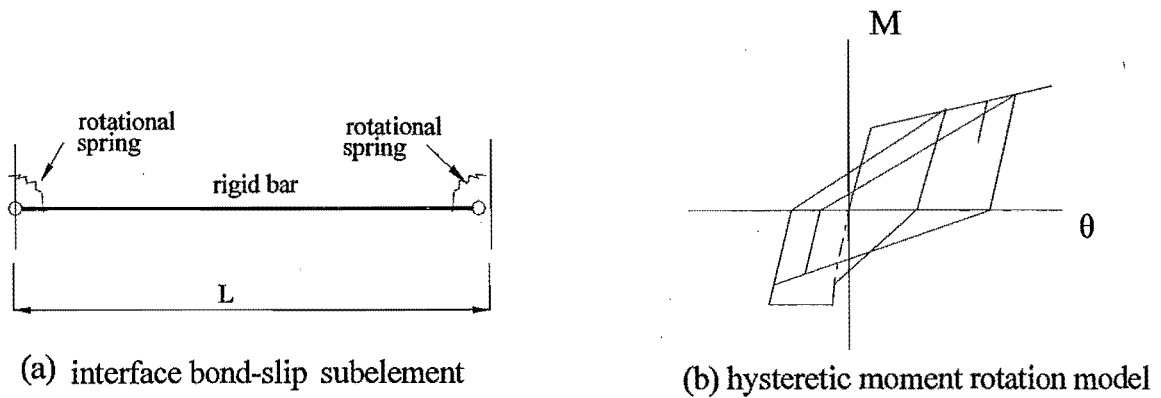 rotational
spring
rotational
spring
rigid bar
L
(a) interface bond-slip subelement
M
θ
(b) hysteretic moment rotation model